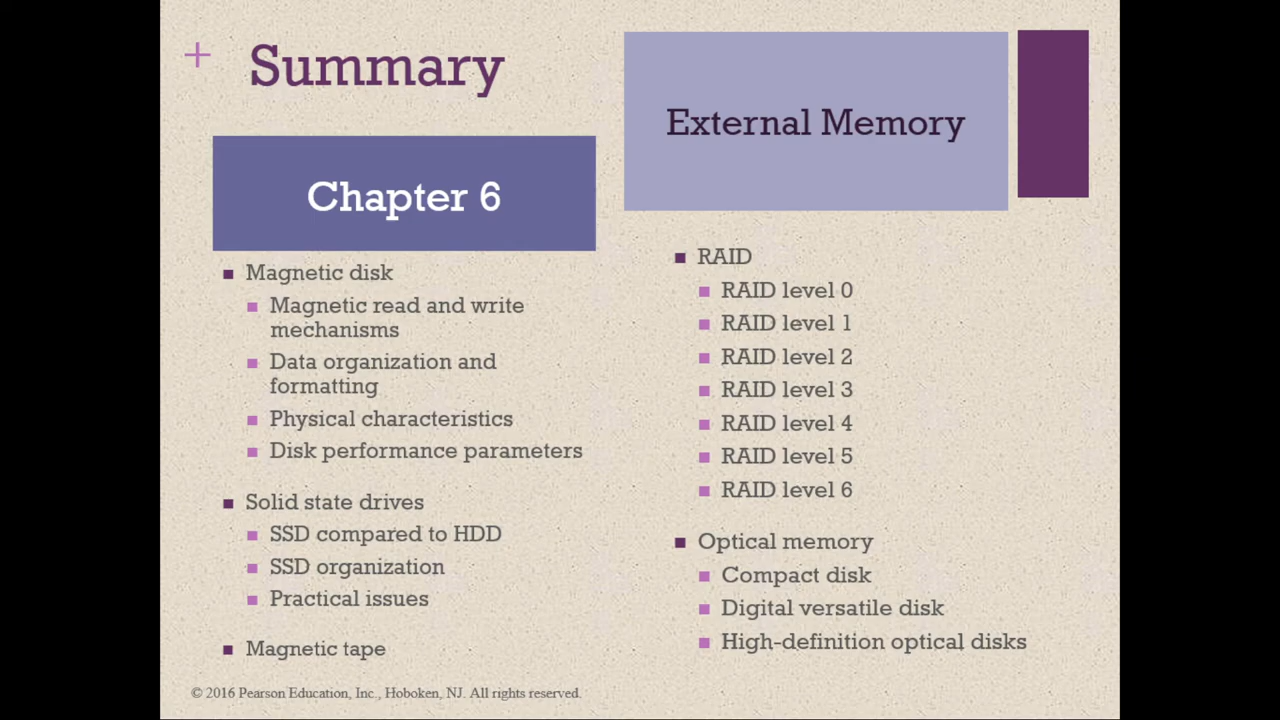 + Summary
Chapter 6
External Memory
■ Magnetic disk
■ Magnetic read and write
mechanisms
■ Data organization and
formatting
■ Physical characteristics
■ Disk performance parameters
■ Solid state drives
■ SSD compared to HDD
■ SSD organization
■ Practical issues
■ Magnetic tape
■ RAID
■ RAID level 0
■ RAID level 1
■ RAID level 2
■ RAID level 3
■ RAID level 4
■ RAID level 5
■ RAID level 6
■ Optical memory
■ Compact disk
■ Digital versatile disk
■ High-definition optical disks
© 2016 Pearson Education, Inc., Hoboken, NJ. All rights reserved.